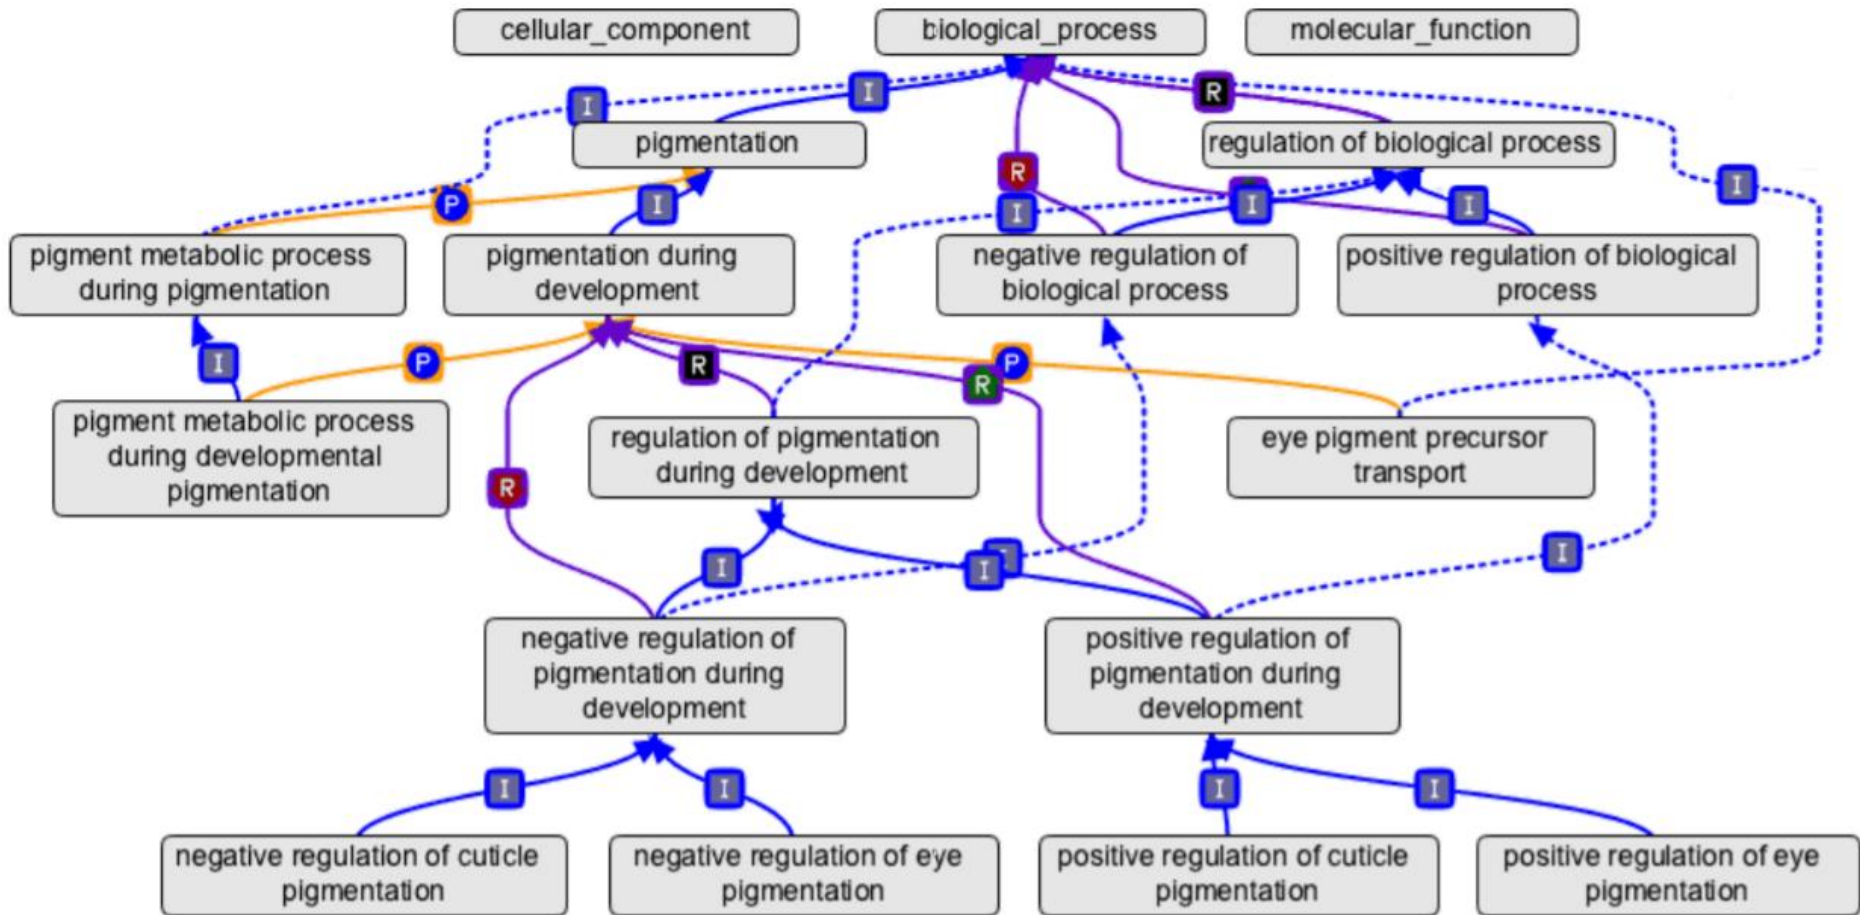 cellular_component
biological_process
molecular_function
I
I
R
pigmentation
regulation of biological process
R
P
I
I
I
I
I
pigment metabolic process
during pigmentation
pigmentation during
development
negative regulation of
biological process
positive regulation of biological
process
I
P
R
R
P
pigment metabolic process
during developmental
pigmentation
regulation of pigmentation
during development
eye pigment precursor
transport
R
I
I
I
negative regulation of
pigmentation during
development
positive regulation of
pigmentation during
development
I
I
I
I
negative regulation of cuticle
pigmentation
negative regulation of eye
pigmentation
positive regulation of cuticle
pigmentation
positive regulation of eye
pigmentation